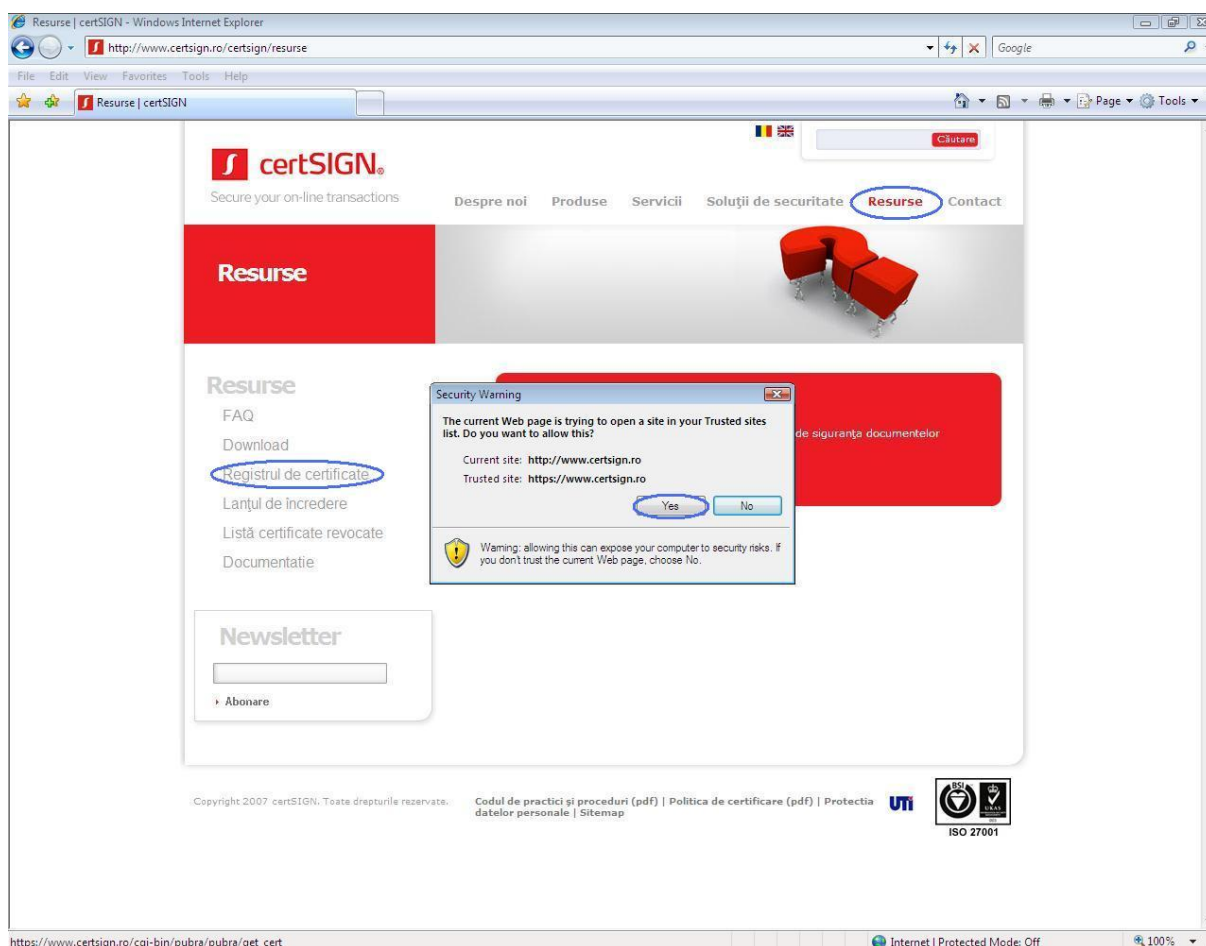 Resurse | certSIGN - Windows Internet Explorer
http://www.certsign.ro/certsign/resurse
Google
File Edit View Favorites Tools Help
Resurse | certSIGN
Page Tools
Căutare
certSIGN®
Secure your on-line transactions
Despre noi Produse Servicii Soluţii de securitate Resurse Contact
Resurse
Resurse
FAQ
Download
Registrul de certificate
Lanţul de încredere
Listă certificate revocate
Documentatie
de siguranţa documentelor
Security Warning
The current Web page is trying to open a site in your Trusted sites
list. Do you want to allow this?
Current site: http://www.certsign.ro
Trusted site: https://www.certsign.ro
Yes No
Warning: allowing this can expose your computer to security risks. If
you don't trust the current Web page, choose No.
Newsletter
Abonare
Copyright 2007 certSIGN. Toate drepturile rezervate.
Codul de practici şi proceduri (pdf) | Politica de certificare (pdf) | Protectia
datelor personale | Sitemap
UTi
BSI
UKAS
ISO 27001
https://www.certsign.ro/cgi-bin/pubra/pubra/get_cert
Internet | Protected Mode: Off
100%